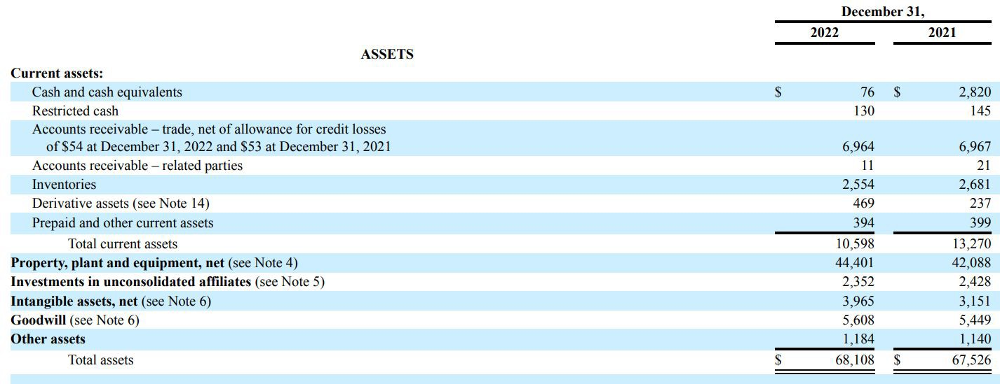 December 31,
2022 2021
ASSETS
Current assets:
Cash and cash equivalents $ 76 $ 2,820
Restricted cash 130 145
Accounts receivable – trade, net of allowance for credit losses
of $54 at December 31, 2022 and $53 at December 31, 2021 6,964 6,967
Accounts receivable – related parties 11 21
Inventories 2,554 2,681
Derivative assets (see Note 14) 469 237
Prepaid and other current assets 394 399
Total current assets 10,598 13,270
Property, plant and equipment, net (see Note 4) 44,401 42,088
Investments in unconsolidated affiliates (see Note 5) 2,352 2,428
Intangible assets, net (see Note 6) 3,965 3,151
Goodwill (see Note 6) 5,608 5,449
Other assets 1,184 1,140
Total assets $ 68,108 $ 67,526